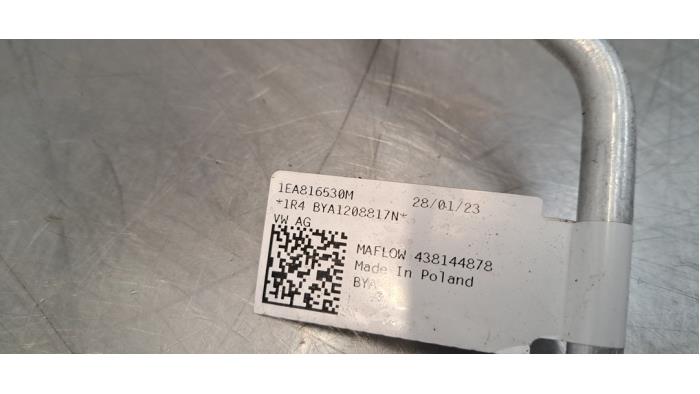 1EA816530M
28/01/23
*1R4 BYA1208817N*
VW AG
MAFLOW 438144878
Made In Poland
BYA